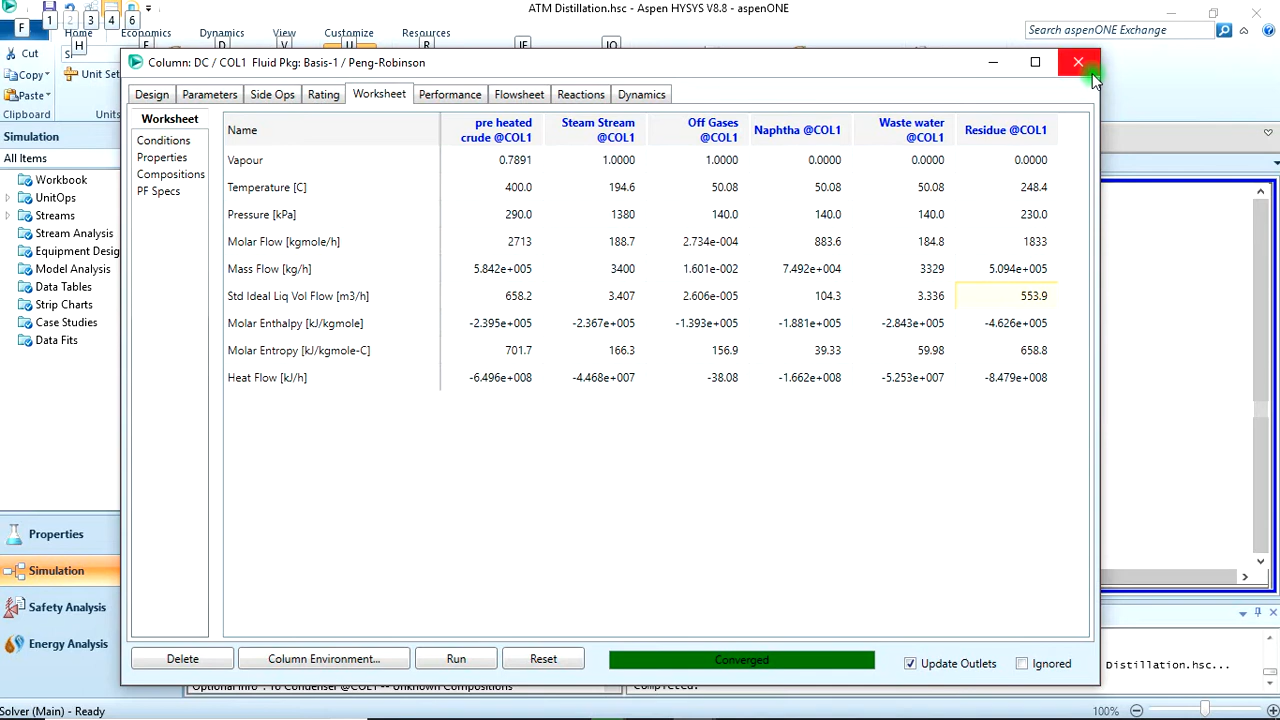 ATM Distillation.hsc - Aspen HYSYS V8.8 - aspenONE
F 1 2 3 4 6
Home Economics Dynamics View Customize Resources
Search aspenONE Exchange
H
Cut
Copy
Unit Set
Paste
Clipboard
Units
Column: DC / COL1 Fluid Pkg: Basis-1 / Peng-Robinson
Design Parameters Side Ops Rating Worksheet Performance Flowsheet Reactions Dynamics
Simulation
All Items
Workbook
UnitOps
Streams
Stream Analysis
Equipment Desig
Model Analysis
Data Tables
Strip Charts
Case Studies
Data Fits
Properties
Simulation
Safety Analysis
Energy Analysis
Worksheet
Conditions
Properties
Compositions
PF Specs
Name pre heated crude @COL1 Steam Stream @COL1 Off Gases @COL1 Naphtha @COL1 Waste water @COL1 Residue @COL1
Vapour 0.7891 1.0000 1.0000 0.0000 0.0000 0.0000
Temperature [C] 400.0 194.6 50.08 50.08 50.08 248.4
Pressure [kPa] 290.0 1380 140.0 140.0 140.0 230.0
Molar Flow [kgmole/h] 2713 188.7 2.734e-004 883.6 184.8 1833
Mass Flow [kg/h] 5.842e+005 3400 1.601e-002 7.492e+004 3329 5.094e+005
Std Ideal Liq Vol Flow [m3/h] 658.2 3.407 2.606e-005 104.3 3.336 553.9
Molar Enthalpy [kJ/kgmole] -2.395e+005 -2.367e+005 -1.393e+005 -1.881e+005 -2.843e+005 -4.626e+005
Molar Entropy [kJ/kgmole-C] 701.7 166.3 156.9 39.33 59.98 658.8
Heat Flow [kJ/h] -6.496e+008 -4.468e+007 -38.08 -1.662e+008 -5.253e+007 -8.479e+008
Delete Column Environment... Run Reset Converged Update Outlets Ignored
Distillation.hsc...
Optional Info : To Condenser @COL1 -- Unknown Compositions
Completed.
Solver (Main) - Ready
100%